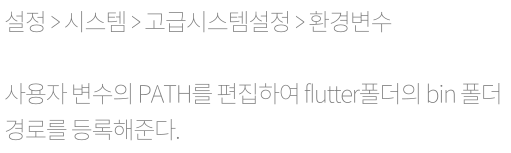 설정 > 시스템 > 고급시스템설정 > 환경변수
사용자 변수의 PATH를 편집하여 flutter폴더의 bin 폴더
경로를 등록해준다.